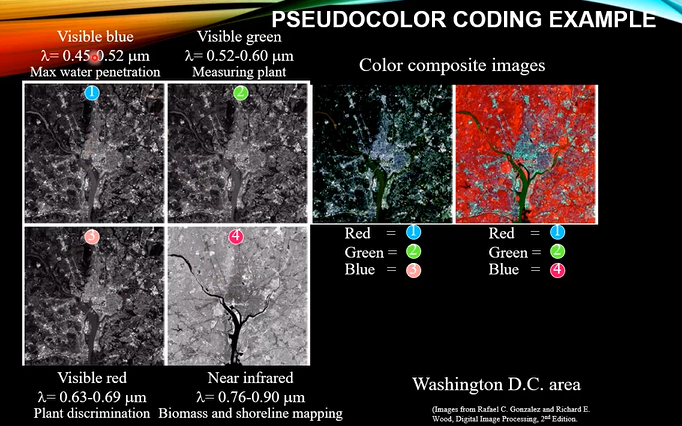 PSEUDOCOLOR CODING EXAMPLE
Visible blue
λ= 0.45-0.52 μm
Max water penetration
Visible green
λ= 0.52-0.60 μm
Measuring plant
Color composite images
1
2
3
4
Red = 1
Green = 2
Blue = 3
Red = 1
Green = 2
Blue = 4
Visible red
λ= 0.63-0.69 μm
Plant discrimination
Near infrared
λ= 0.76-0.90 μm
Biomass and shoreline mapping
Washington D.C. area
(Images from Rafael C. Gonzalez and Richard E.
Wood, Digital Image Processing, 2nd Edition.